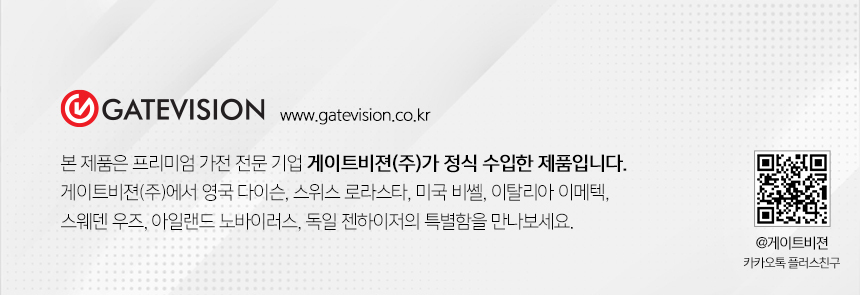 GATEVISION www.gatevision.co.kr
본 제품은 프리미엄 가전 전문 기업 게이트비젼(주)가 정식 수입한 제품입니다.
게이트비젼(주)에서 영국 다이슨, 스위스 로라스타, 미국 비쎌, 이탈리아 이메텍,
스웨덴 우즈, 아일랜드 노바이러스, 독일 젠하이저의 특별함을 만나보세요.
@게이트비젼
카카오톡 플러스친구